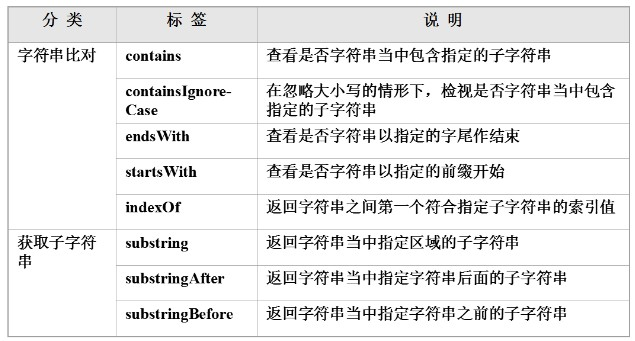 分 类 标 签 说 明
字符串比对 contains 查看是否字符串当中包含指定的子字符串
containsIgnore- 在忽略大小写的情形下，检视是否字符串当中包含
Case 指定的子字符串
endsWith 查看是否字符串以指定的字尾作结束
startsWith 查看是否字符串以指定的前缀开始
indexOf 返回字符串之间第一个符合指定子字符串的索引值
获取子字符 substring 返回字符串当中指定区域的子字符串
串
substringAfter 返回字符串当中指定字符串后面的子字符串
substringBefore 返回字符串当中指定字符串之前的子字符串